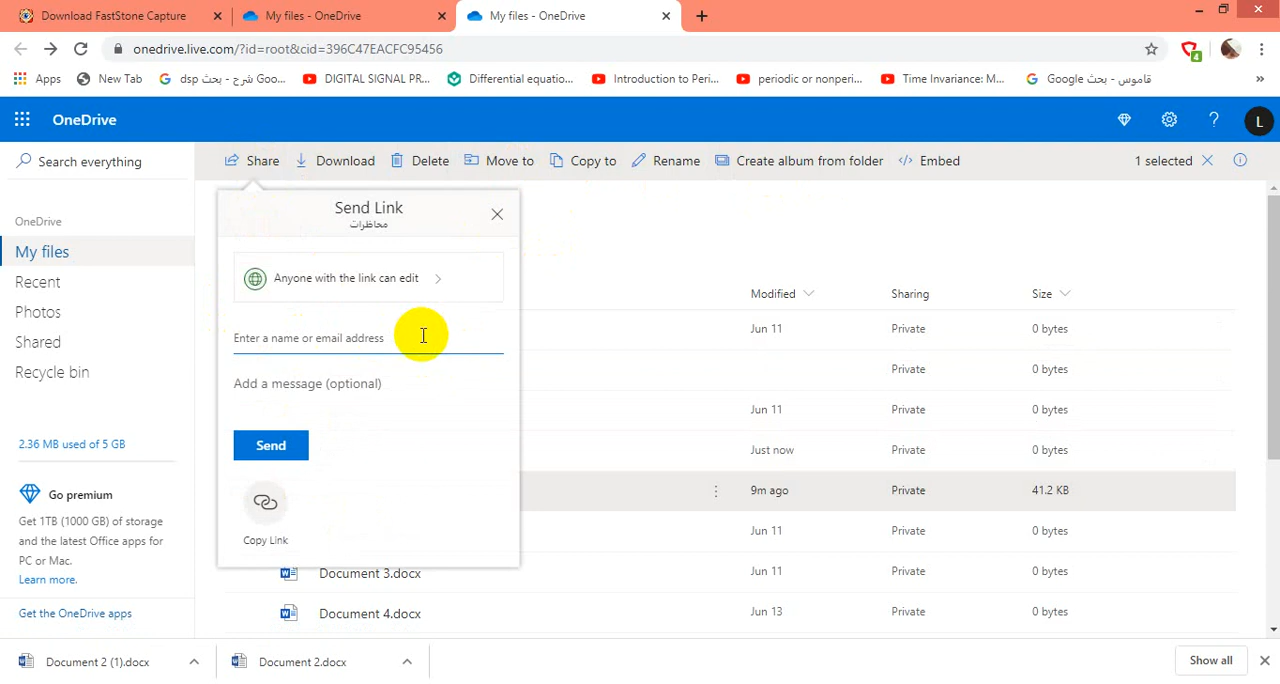 Download FastStone Capture
My files - OneDrive
My files - OneDrive
onedrive.live.com/?id=root&cid=396C47EACFC95456
4
Apps
New Tab
شرح dsp - بحث Goo...
DIGITAL SIGNAL PR...
Differential equatio...
Introduction to Peri...
periodic or nonperi...
Time Invariance: M...
قاموس - بحث Google
OneDrive
?
L
Search everything
Share
Download
Delete
Move to
Copy to
Rename
Create album from folder
Embed
1 selected
OneDrive
My files
Recent
Photos
Shared
Recycle bin
2.36 MB used of 5 GB
Go premium
Get 1TB (1000 GB) of storage
and the latest Office apps for
PC or Mac.
Learn more.
Get the OneDrive apps
Send Link
محاظرات
Anyone with the link can edit
Enter a name or email address
Add a message (optional)
Send
Copy Link
Modified
Sharing
Size
Jun 11
Private
0 bytes
Private
0 bytes
Jun 11
Private
0 bytes
Just now
Private
0 bytes
9m ago
Private
41.2 KB
Jun 11
Private
0 bytes
Document 3.docx
Jun 11
Private
0 bytes
Document 4.docx
Jun 13
Private
0 bytes
Document 2 (1).docx
Document 2.docx
Show all